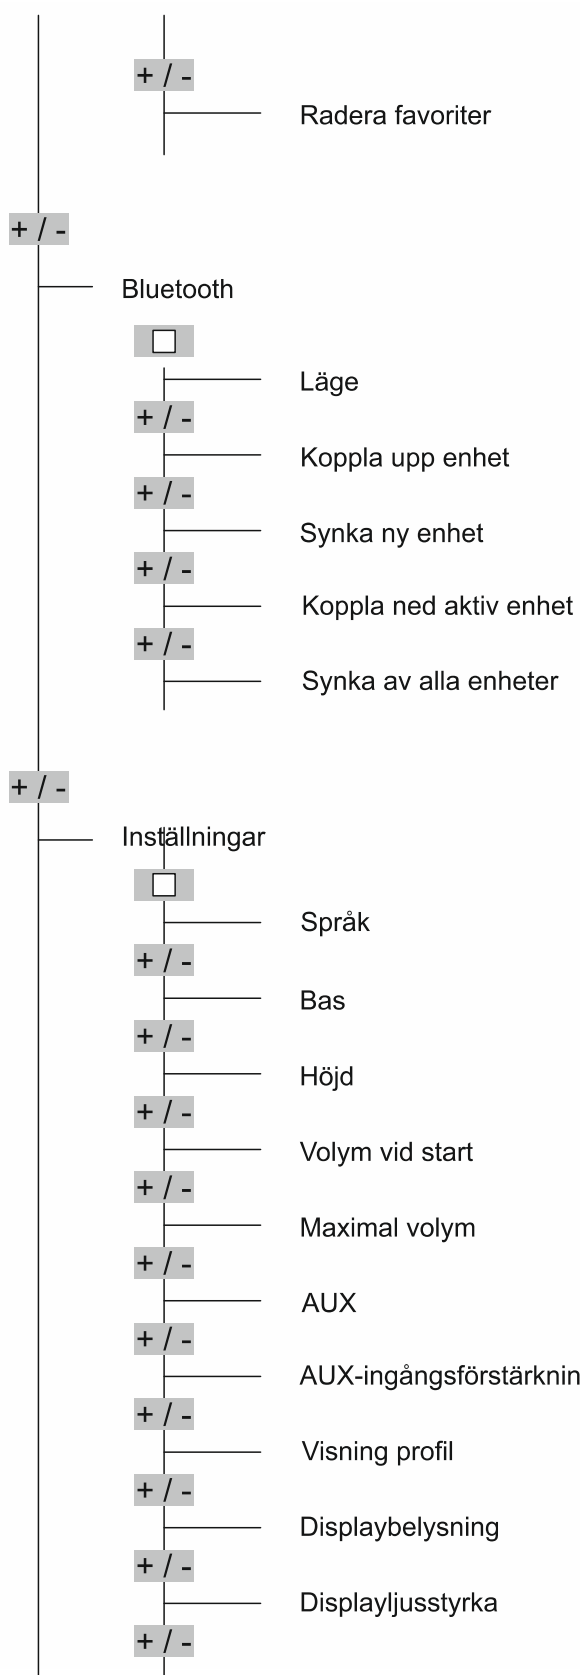 + / -
Radera favoriter
+ / -
Bluetooth
Läge
+ / -
Koppla upp enhet
+ / -
Synka ny enhet
+ / -
Koppla ned aktiv enhet
+ / -
Synka av alla enheter
+ / -
Inställningar
Språk
+ / -
Bas
+ / -
Höjd
+ / -
Volym vid start
+ / -
Maximal volym
+ / -
AUX
+ / -
AUX-ingångsförstärknin
+ / -
Visning profil
+ / -
Displaybelysning
+ / -
Displayljusstyrka
+ / -